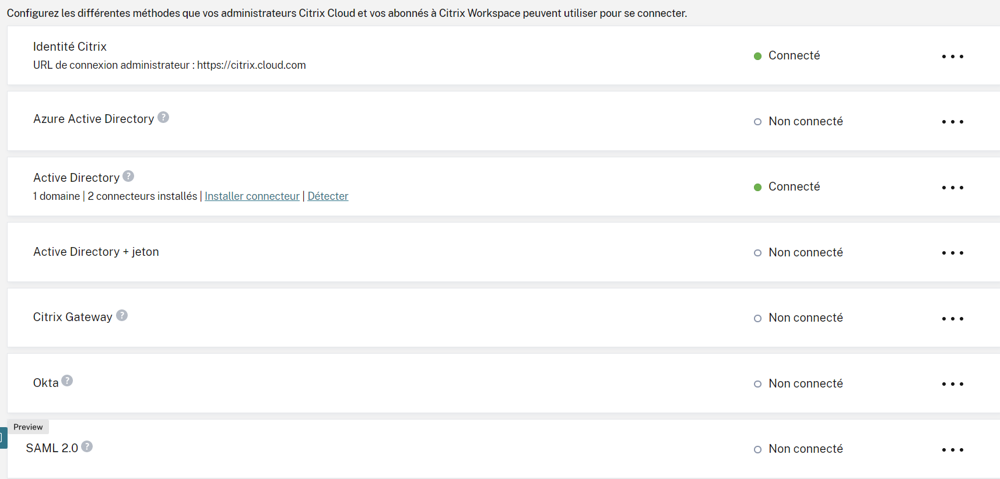 Configurez les différentes méthodes que vos administrateurs Citrix Cloud et vos abonnés à Citrix Workspace peuvent utiliser pour se connecter.
Identité Citrix
URL de connexion administrateur : https://citrix.cloud.com
Connecté
Azure Active Directory ?
Non connecté
Active Directory ?
1 domaine | 2 connecteurs installés | Installer connecteur | Détecter
Connecté
Active Directory + jeton
Non connecté
Citrix Gateway ?
Non connecté
Okta ?
Non connecté
Preview
SAML 2.0 ?
Non connecté